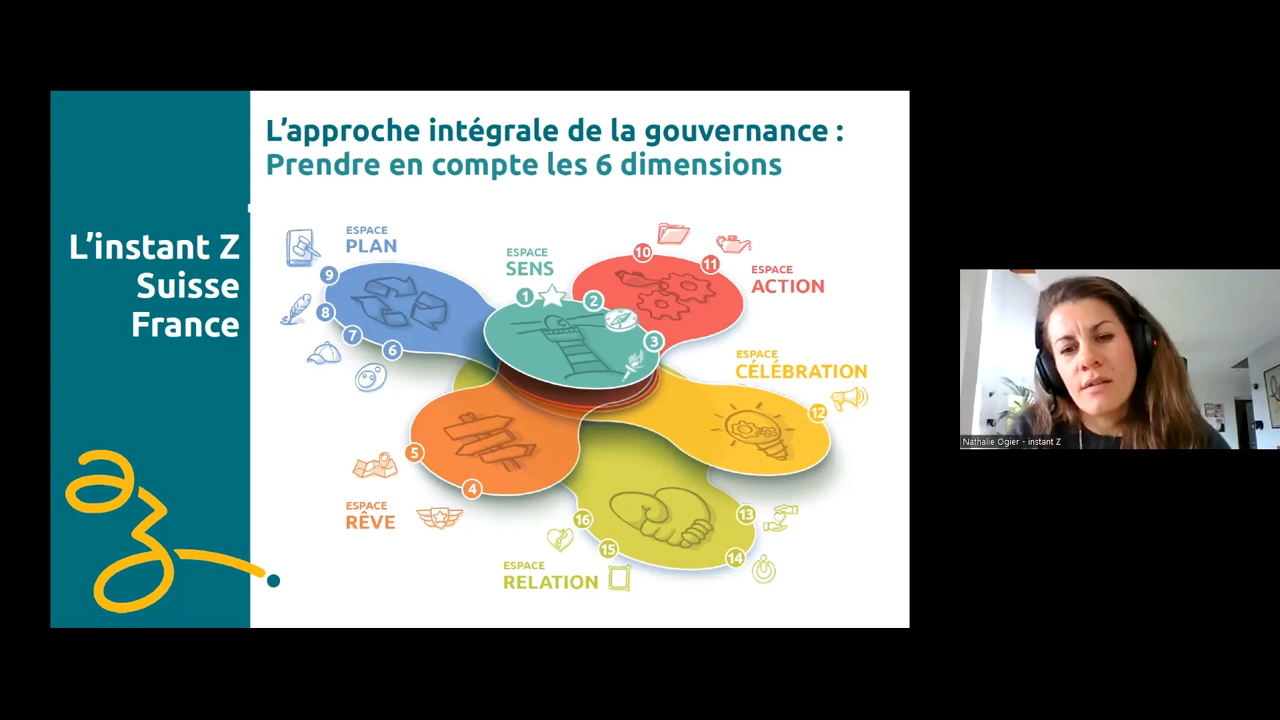 L'approche intégrale de la gouvernance :
Prendre en compte les 6 dimensions
L'instant Z
Suisse
France
ESPACE
PLAN
9
8
7
6
ESPACE
SENS
1
2
3
10
11
ESPACE
ACTION
ESPACE
CÉLÉBRATION
12
5
4
ESPACE
RÊVE
16
15
13
14
ESPACE
RELATION
Nathalie Ogier - instant Z